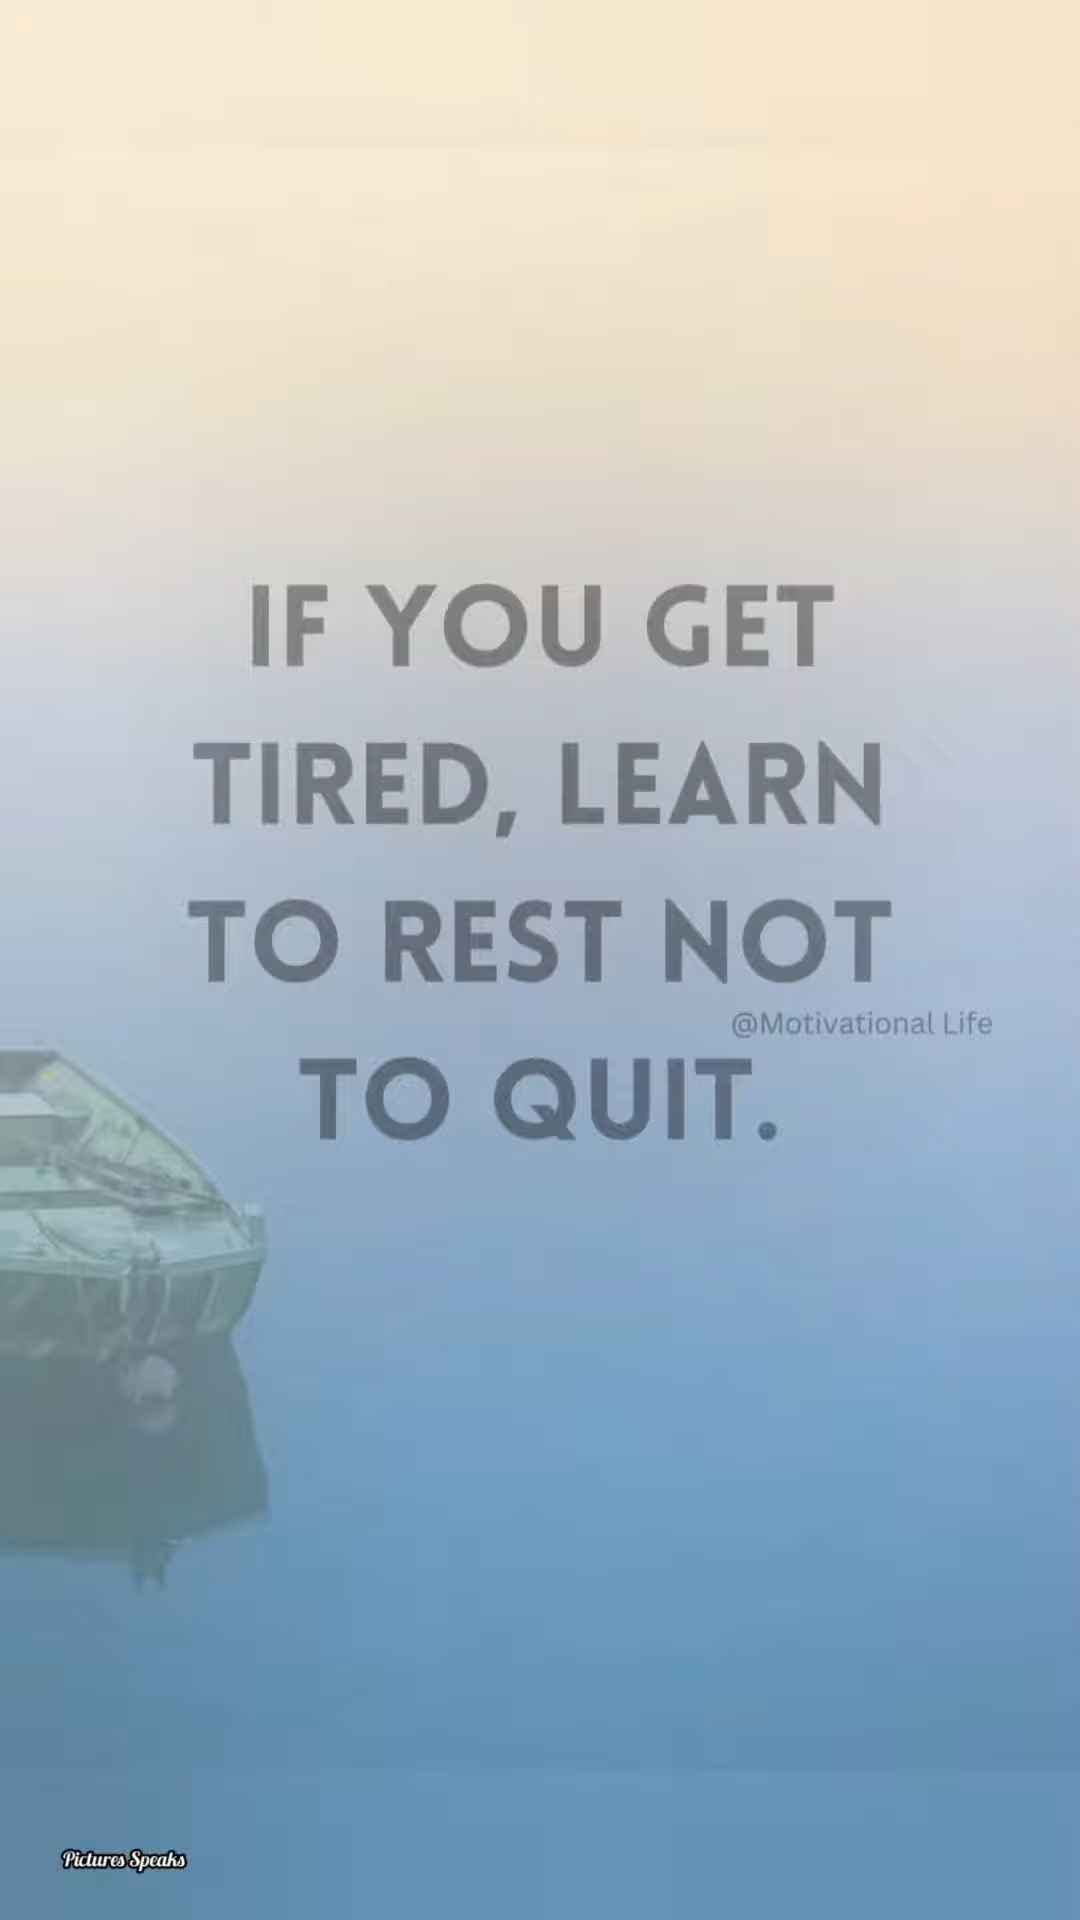 IF YOU GET
TIRED, LEARN
TO REST NOT
@Motivational Life
TO QUIT.
Pictures Speaks